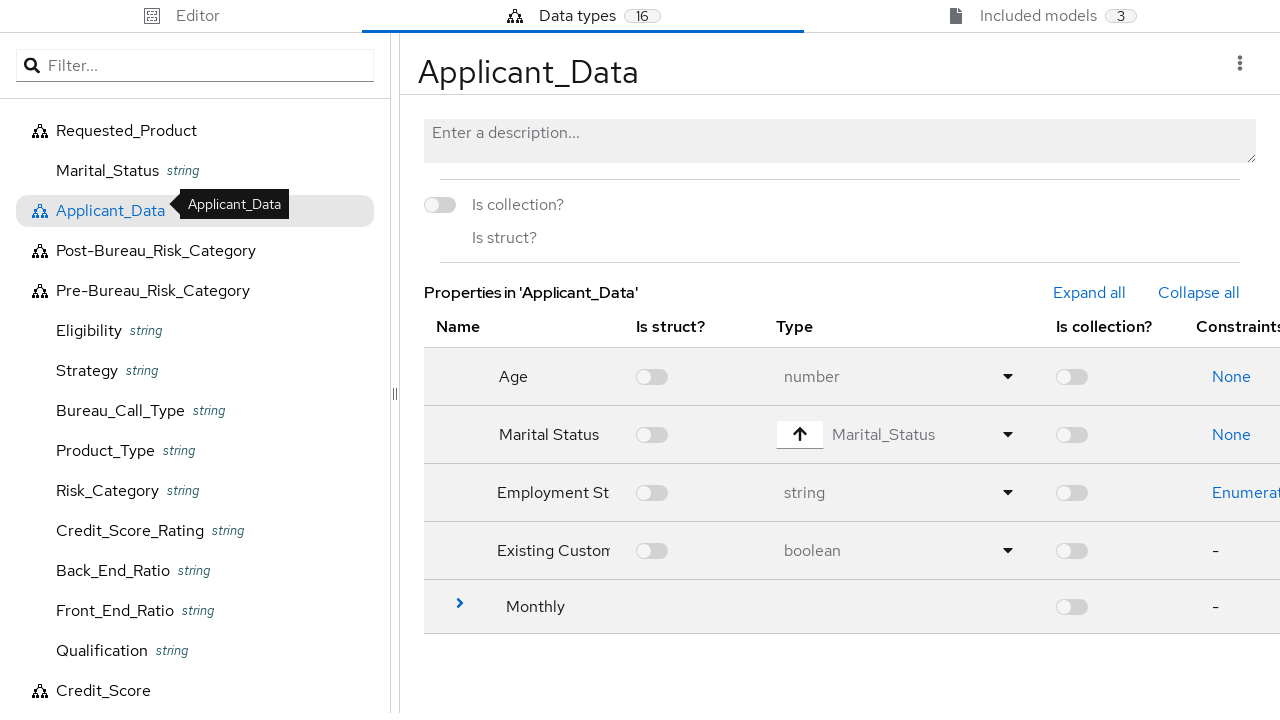 Editor
Data types 16
Included models 3
Filter...
Requested_Product
Marital_Status string
Applicant_Data
Applicant_Data
Post-Bureau_Risk_Category
Pre-Bureau_Risk_Category
Eligibility string
Strategy string
Bureau_Call_Type string
Product_Type string
Risk_Category string
Credit_Score_Rating string
Back_End_Ratio string
Front_End_Ratio string
Qualification string
Credit_Score
Applicant_Data
Enter a description...
Is collection?
Is struct?
Properties in 'Applicant_Data'
Expand all
Collapse all
Name Is struct? Type Is collection? Constraints
Age number None
Marital Status Marital_Status None
Employment St string Enumerat
Existing Custom boolean -
Monthly -